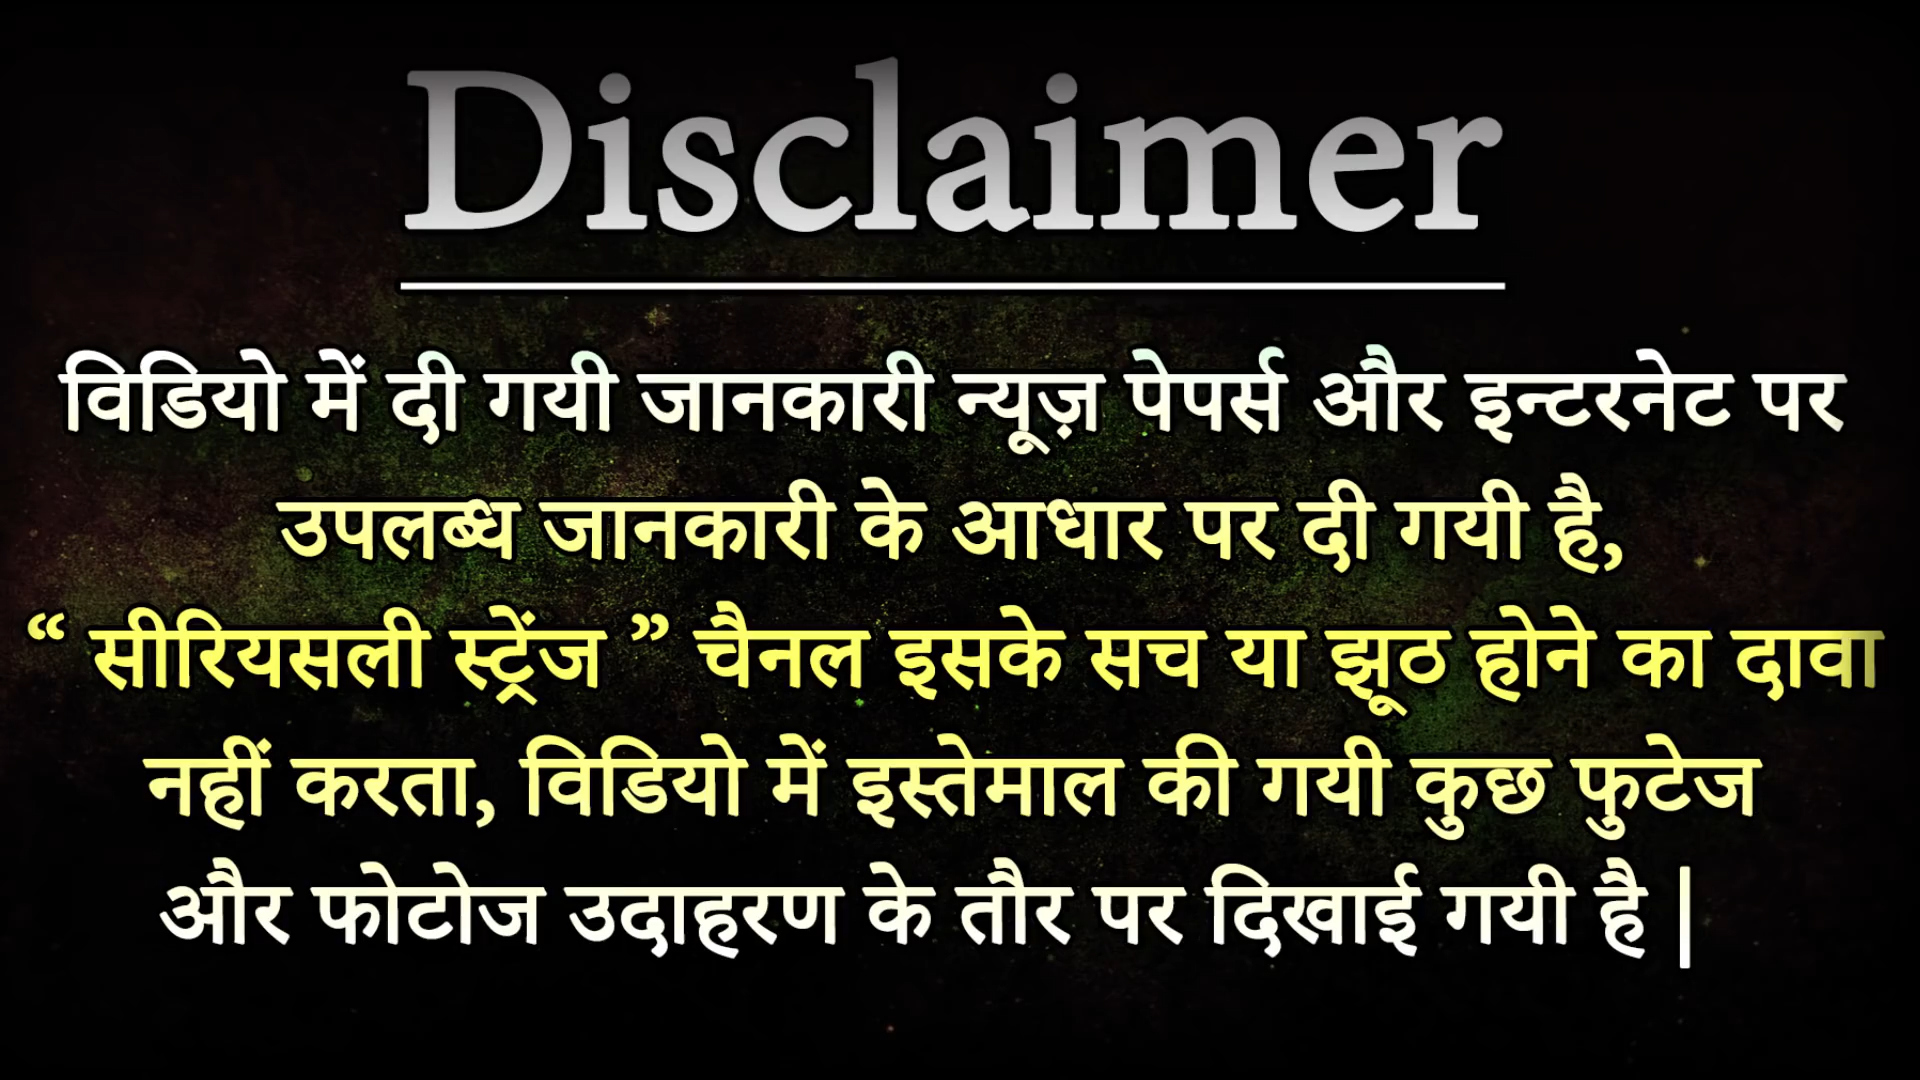 Disclaimer
विडियो में दी गयी जानकारी न्यूज़ पेपर्स और इन्टरनेट पर
उपलब्ध जानकारी के आधार पर दी गयी है,
“ सीरियसली स्ट्रेंज ” चैनल इसके सच या झूठ होने का दावा
नहीं करता, विडियो में इस्तेमाल की गयी कुछ फुटेज
और फोटोज उदाहरण के तौर पर दिखाई गयी है |